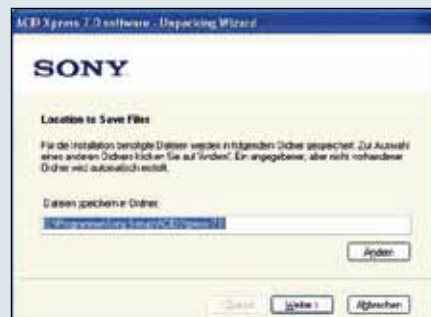 ACID Xpress 7.0 software - Unpacking Wizard
SONY
Location to Save Files
Für die Installation benötigte Dateien werden in folgenden Ordner gespeichert. Zur Auswahl
eines anderen Ordners klicken Sie auf "Ändern". Ein angegebener, aber nicht vorhandener
Ordner wird automatisch erstellt.
Dateien speichern in Ordner:
Ändern
Zurück
Weiter >
Abbrechen